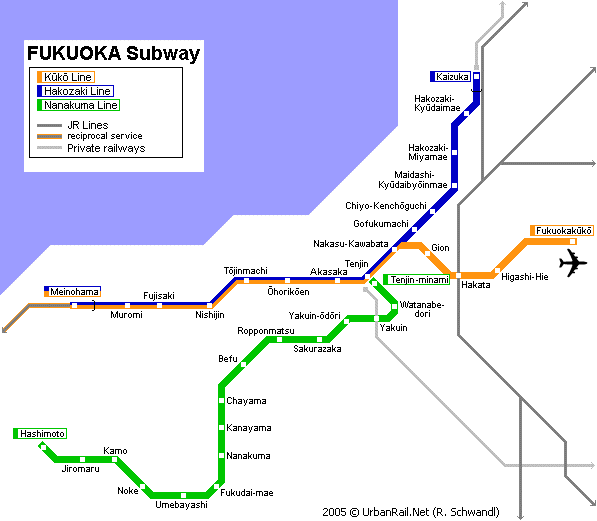 FUKUOKA Subway
Kūkō Line
Hakozaki Line
Nanakuma Line
JR Lines
reciprocal service
Private railways
Kaizuka
Hakozaki-
Kyūdaimae
Hakozaki-
Miyamae
Maidashi-
Kyūdaibyōinmae
Chiyo-Kenchōguchi
Gofukumachi
Nakasu-Kawabata
Fukuokakūkō
Gion
Tenjin
Hakata
Higashi-Hie
Tōjinmachi
Akasaka
Ōhorikōen
Tenjin-minami
Meinohama
Fujisaki
Muromi
Nishijin
Watanabe-
dori
Yakuin-ōdōri
Yakuin
Ropponmatsu
Sakurazaka
Befu
Chayama
Kanayama
Nanakuma
Hashimoto
Kamo
Jiromaru
Noke
Umebayashi
Fukudai-mae
2005 © UrbanRail.Net (R. Schwandl)